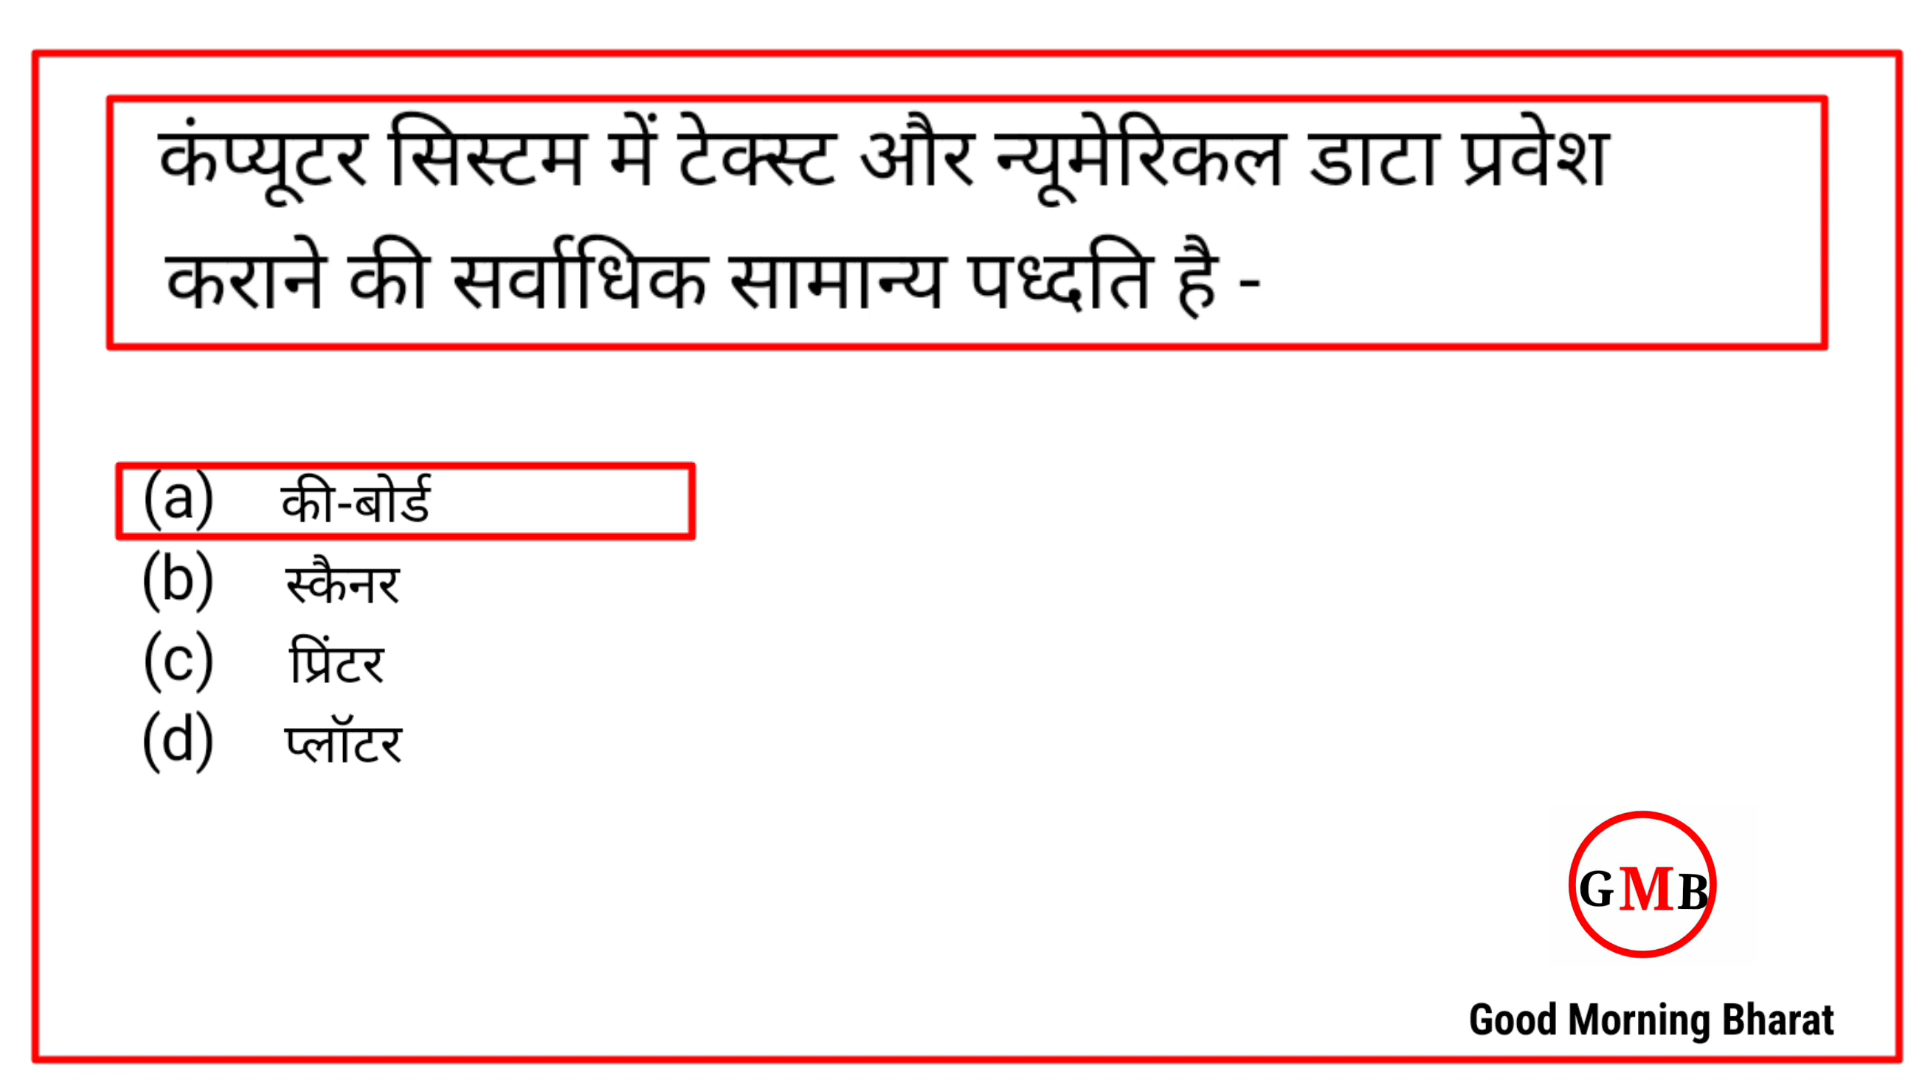 कंप्यूटर सिस्टम में टेक्स्ट और न्यूमेरिकल डाटा प्रवेश
कराने की सर्वाधिक सामान्य पध्दति है -
(a) की-बोर्ड
(b) स्कैनर
(c) प्रिंटर
(d) प्लॉटर
GMB
Good Morning Bharat